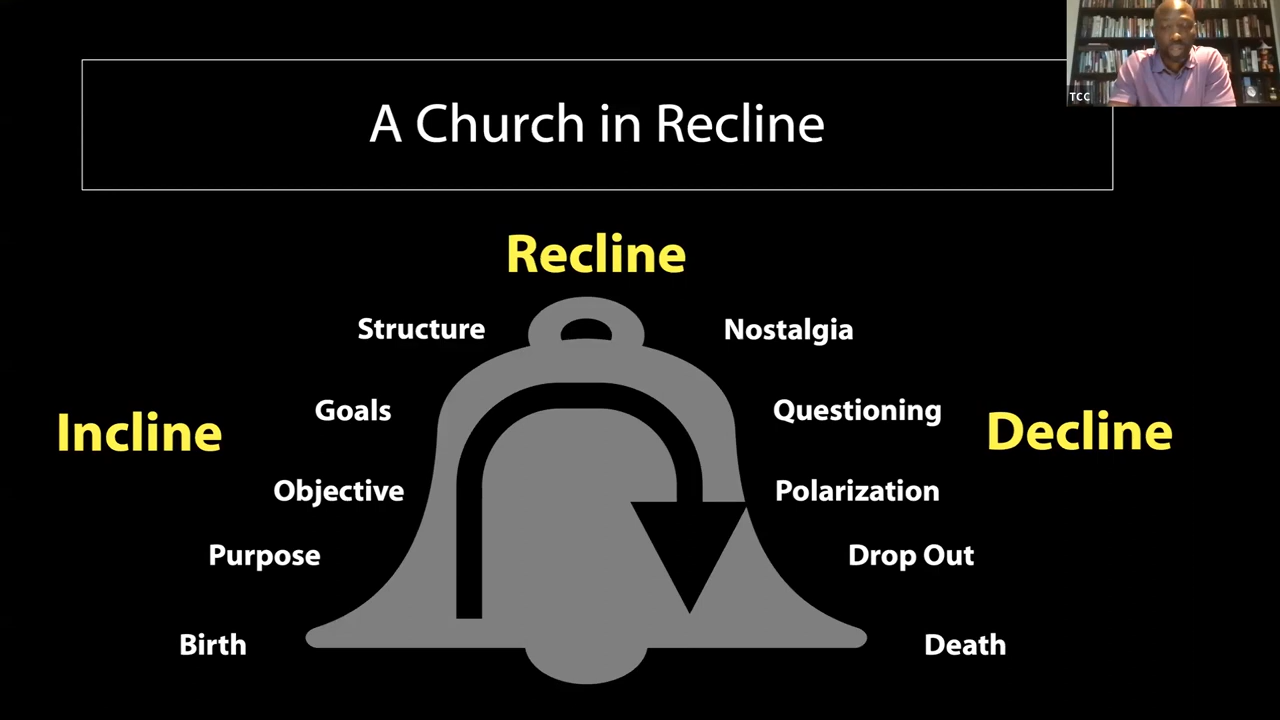 TCC
A Church in Recline
Recline
Structure
Nostalgia
Goals
Questioning
Incline
Decline
Objective
Polarization
Purpose
Drop Out
Birth
Death